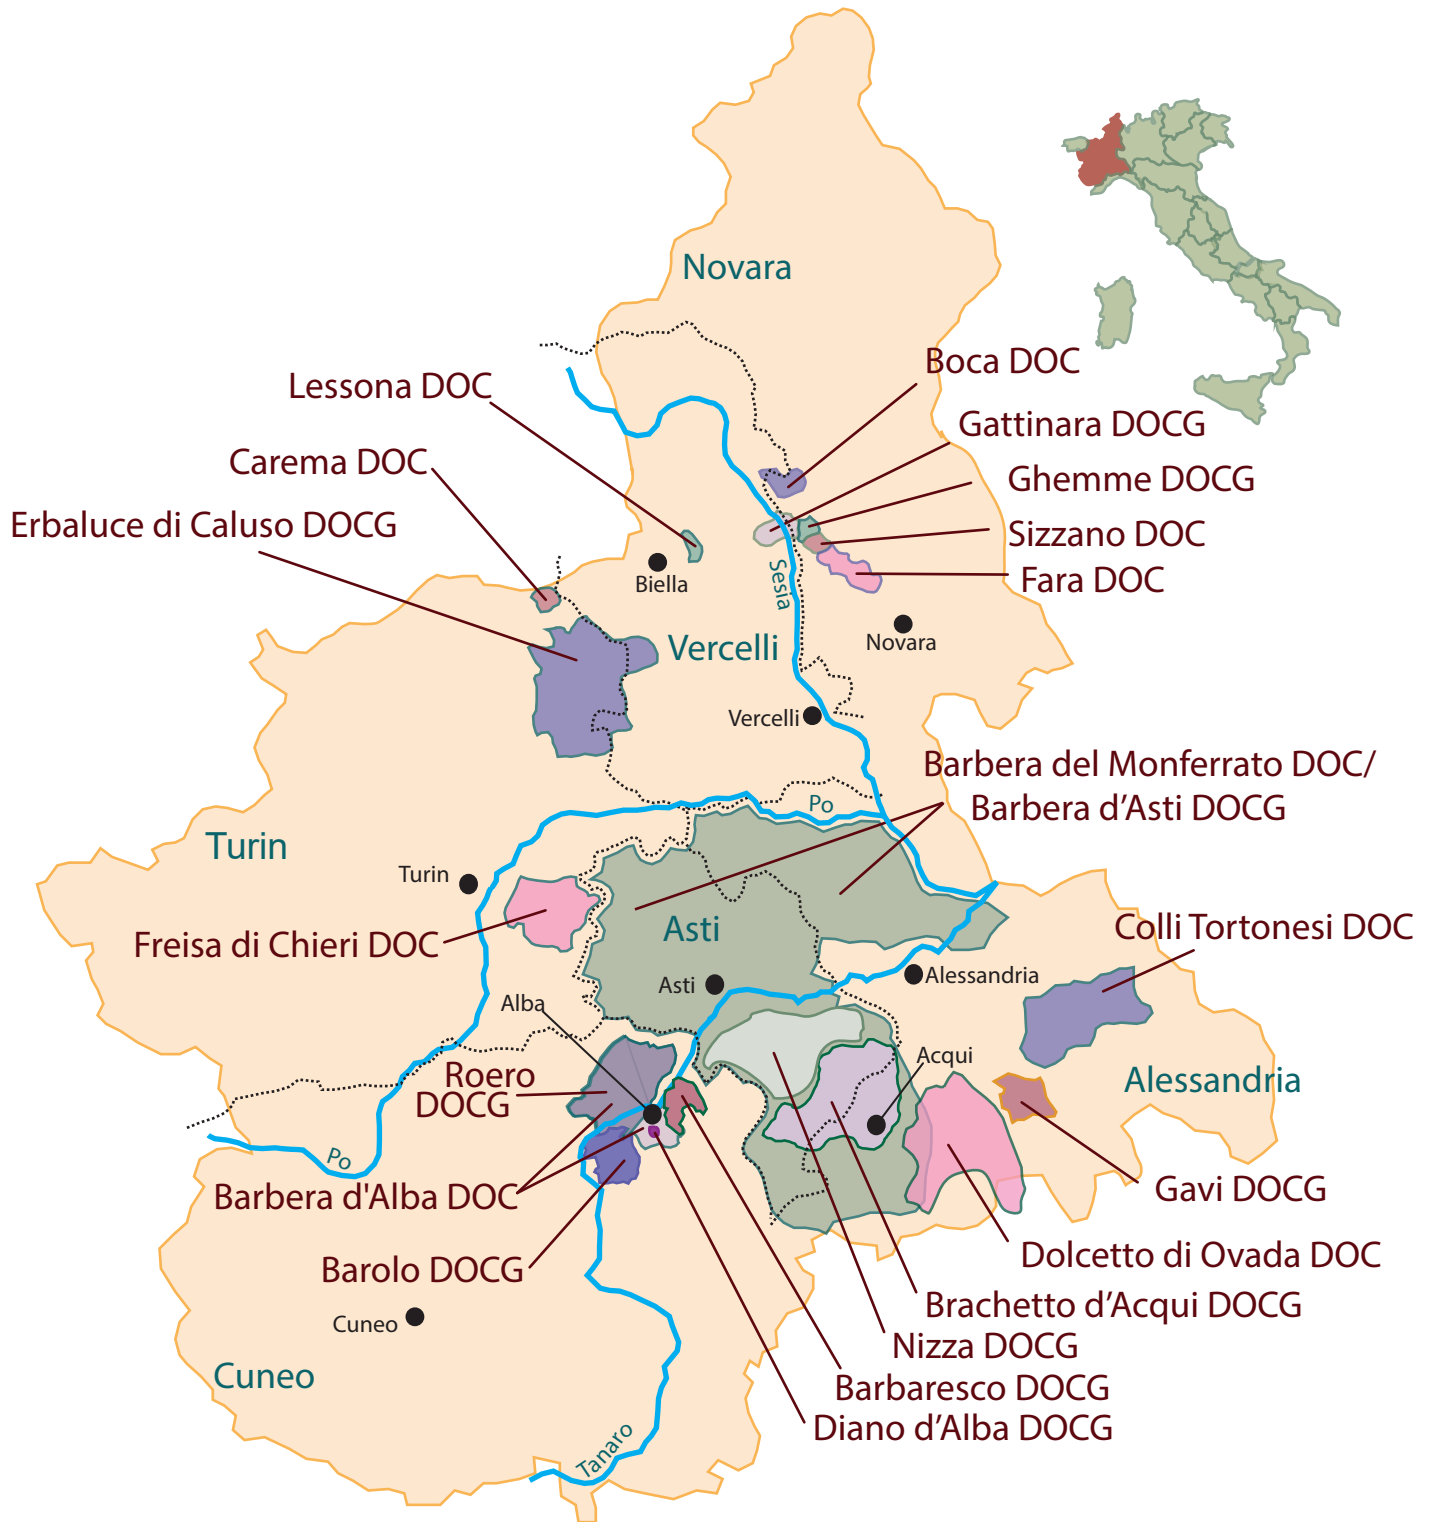 Novara
Boca DOC
Lessona DOC
Gattinara DOCG
Carema DOC
Ghemme DOCG
Erbaluce di Caluso DOCG
Sizzano DOC
Fara DOC
Biella
Sesia
Novara
Vercelli
Vercelli
Barbera del Monferrato DOC/
Barbera d’Asti DOCG
Po
Turin
Turin
Asti
Colli Tortonesi DOC
Freisa di Chieri DOC
Asti
Alessandria
Alba
Acqui
Roero
DOCG
Alessandria
Po
Barbera d'Alba DOC
Gavi DOCG
Barolo DOCG
Dolcetto di Ovada DOC
Brachetto d’Acqui DOCG
Cuneo
Nizza DOCG
Cuneo
Barbaresco DOCG
Diano d’Alba DOCG
Tanaro